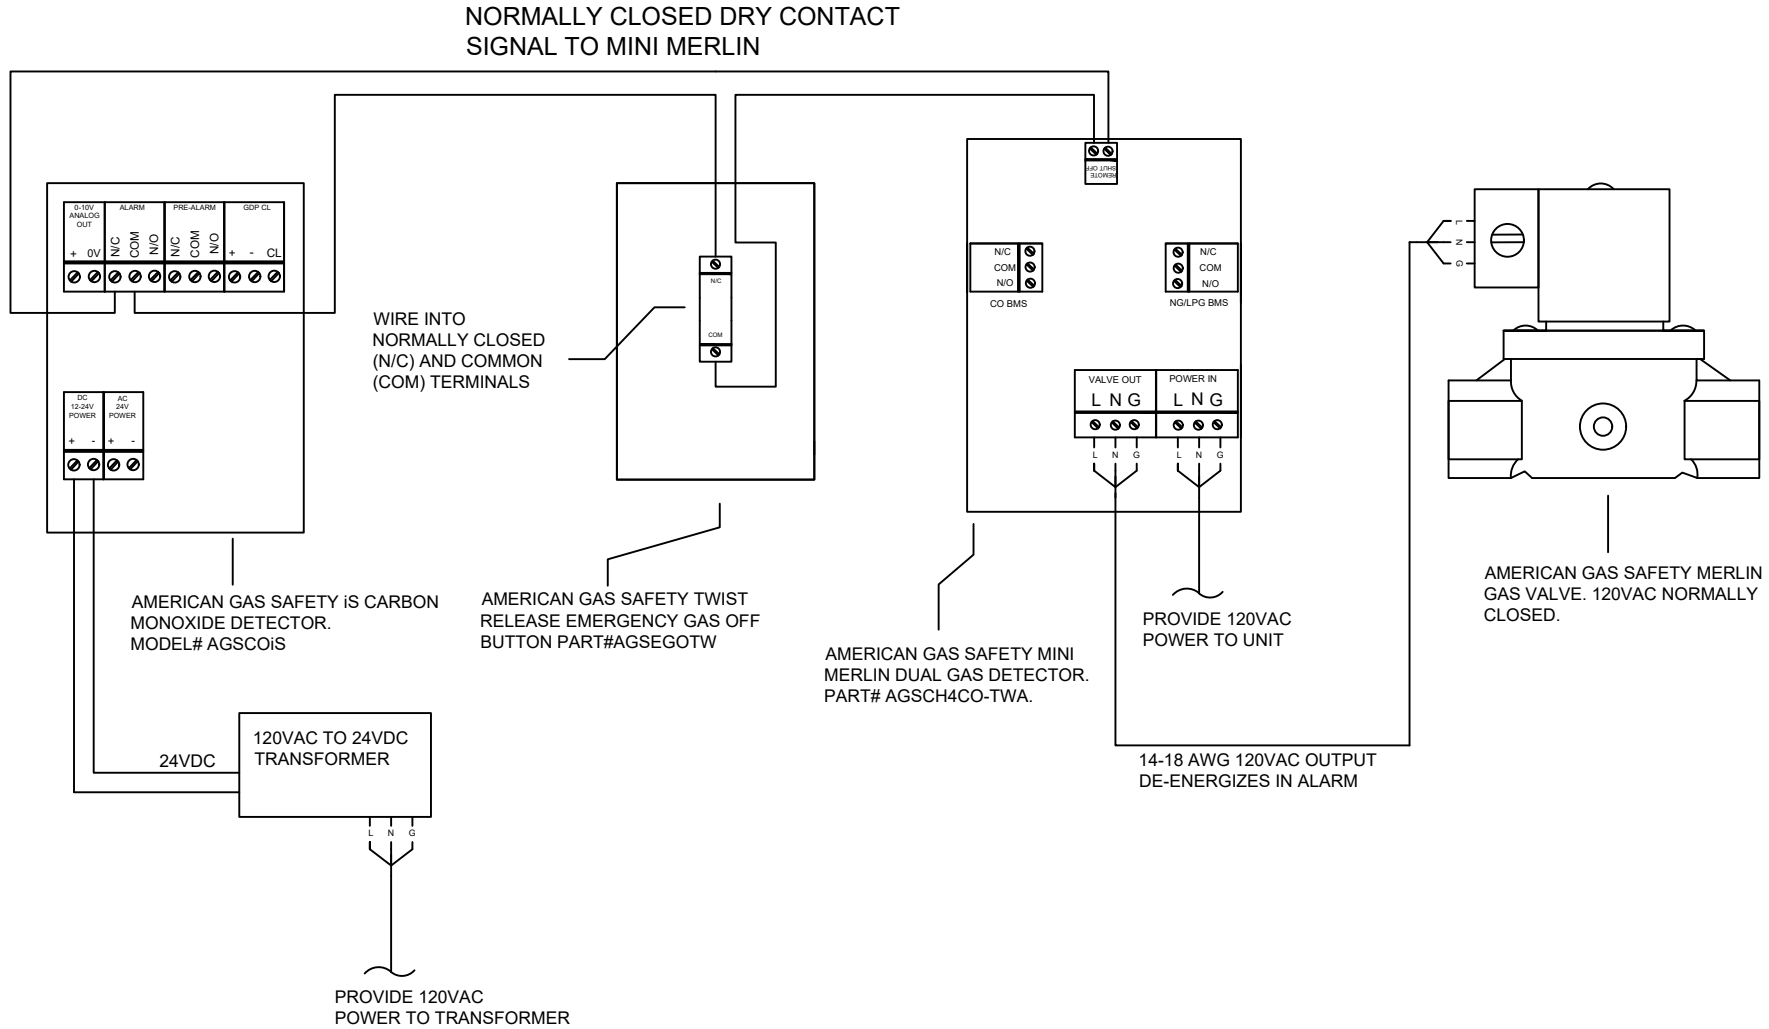 NORMALLY CLOSED DRY CONTACT
SIGNAL TO MINI MERLIN
0-10V
ANALOG
OUT
+ 0V
ALARM
N/C COM N/O
PRE-ALARM
N/C COM N/O
GDP CL
+ - CL
DC
12-24V
POWER
+ -
AC
24V
POWER
+ -
AMERICAN GAS SAFETY iS CARBON
MONOXIDE DETECTOR.
MODEL# AGSCOiS
24VDC
120VAC TO 24VDC
TRANSFORMER
L N G
PROVIDE 120VAC
POWER TO TRANSFORMER
WIRE INTO
NORMALLY CLOSED
(N/C) AND COMMON
(COM) TERMINALS
N/C
COM
AMERICAN GAS SAFETY TWIST
RELEASE EMERGENCY GAS OFF
BUTTON PART#AGSEGOTW
REMOTE
SHUT OFF
N/C
COM
N/O
CO BMS
N/C
COM
N/O
NG/LPG BMS
VALVE OUT
L N G
POWER IN
L N G
L N G
L N G
AMERICAN GAS SAFETY MINI
MERLIN DUAL GAS DETECTOR.
PART# AGSCH4CO-TWA.
PROVIDE 120VAC
POWER TO UNIT
14-18 AWG 120VAC OUTPUT
DE-ENERGIZES IN ALARM
L
N
G
AMERICAN GAS SAFETY MERLIN
GAS VALVE. 120VAC NORMALLY
CLOSED.